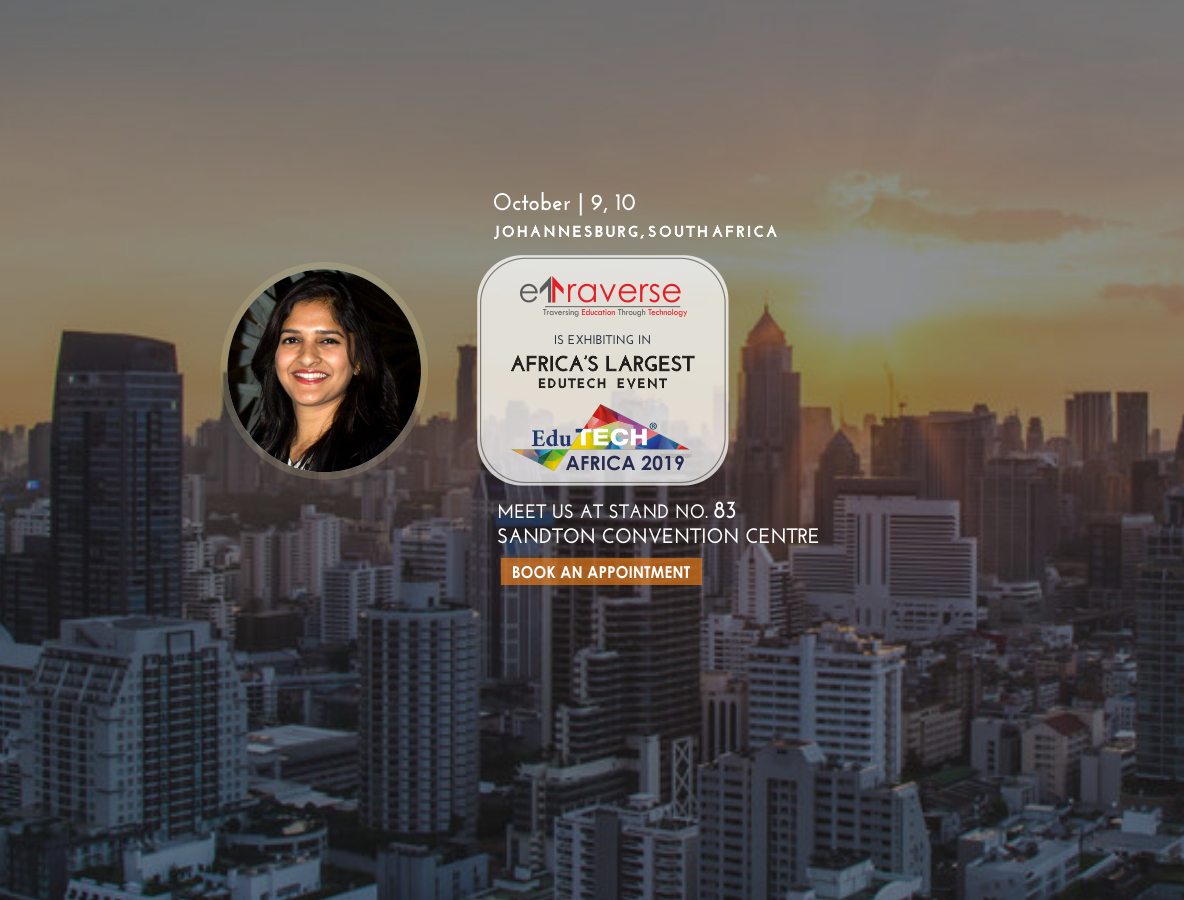 October | 9, 10
JOHANNESBURG, SOUTH AFRICA
eTraverse
Traversing Education Through Technology
IS EXHIBITING IN
AFRICA'S LARGEST
EDUTECH EVENT
EduTECH®
AFRICA 2019
MEET US AT STAND NO. 83
SANDTON CONVENTION CENTRE
BOOK AN APPOINTMENT